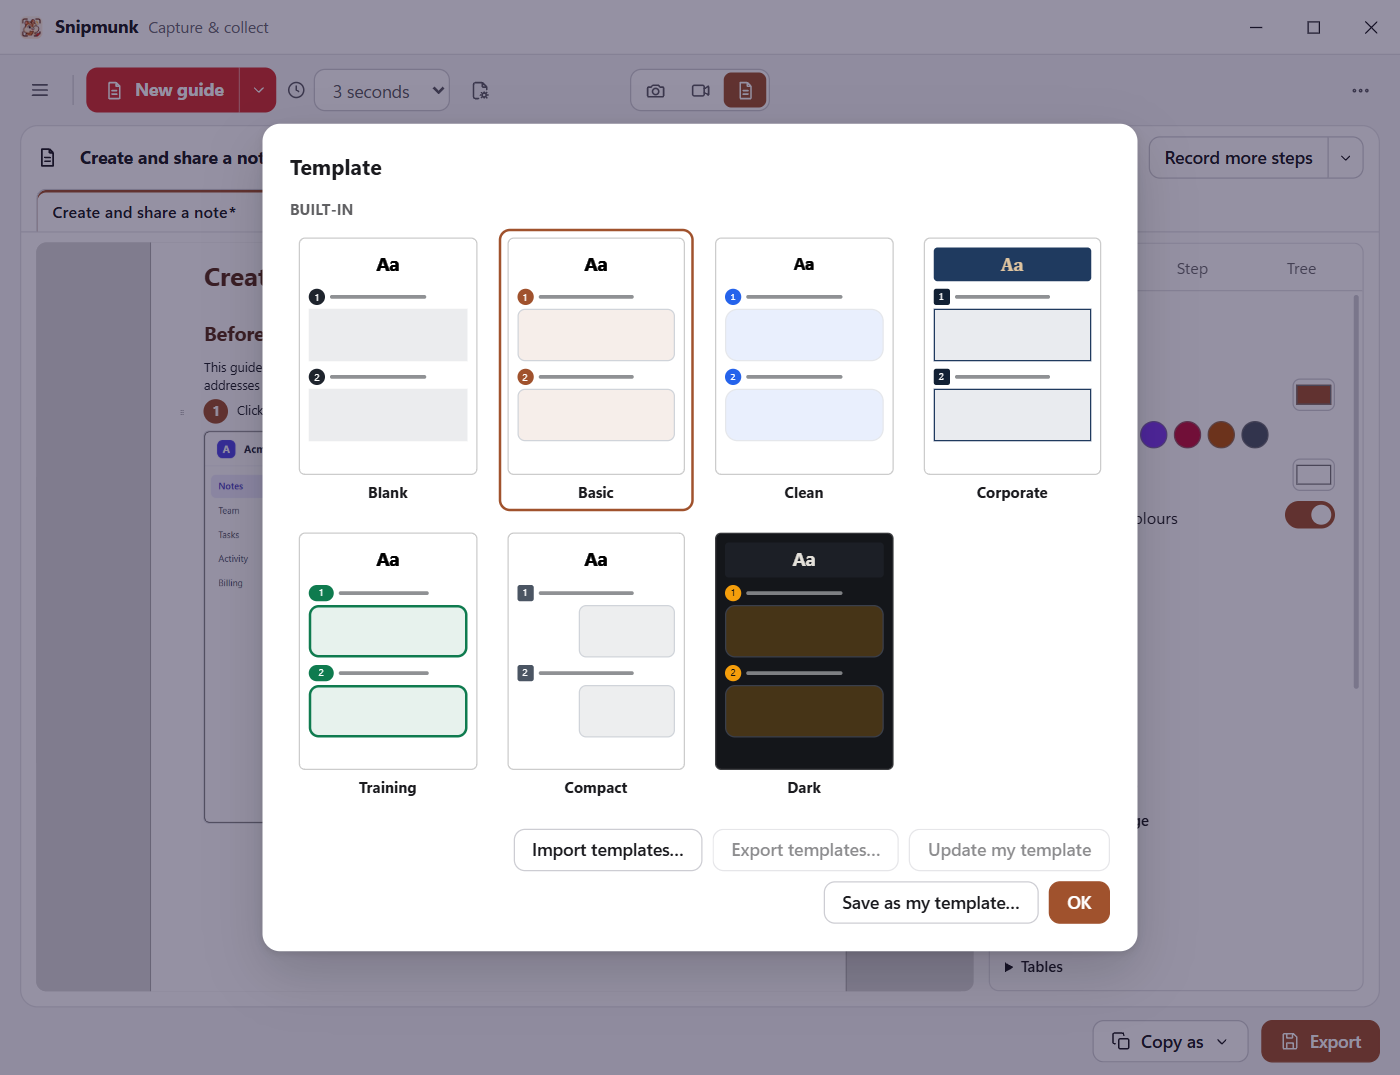 Snipmunk Capture & collect
New guide
3 seconds
Create and share a not
Record more steps
Create and share a note*
Step
Tree
Creat
Before
This guide
addresses
1 Click
A Acm
Notes
Team
Tasks
Activity
Billing
olours
ge
Tables
Template
BUILT-IN
Aa
1
2
Blank
Aa
1
2
Basic
Aa
1
2
Clean
Aa
1
2
Corporate
Aa
1
2
Training
Aa
1
2
Compact
Aa
1
2
Dark
Import templates...
Export templates...
Update my template
Save as my template...
OK
Copy as
Export